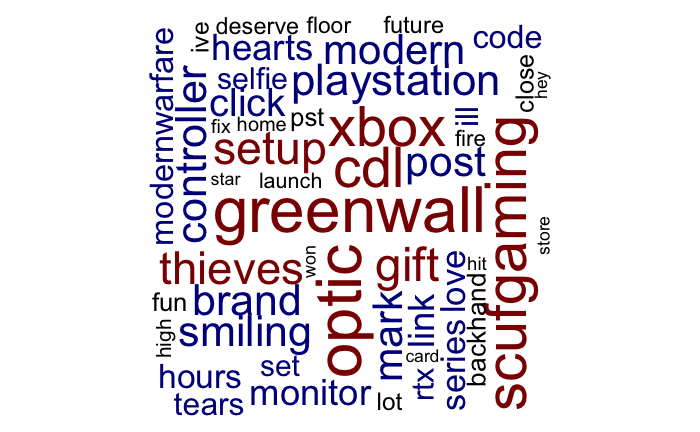 ive
deserve
floor
future
code
hearts
modern
modernwarfare
selfie
playstation
close
hey
controller
click
fix
home
pst
xbox
ill
fire
setup
cdl
post
star
launch
greenwall
scufgaming
store
thieves
won
optic
gift
hit
fun
brand
mark
link
series
love
backhand
high
smiling
card
rtx
hours
set
tears
monitor
lot